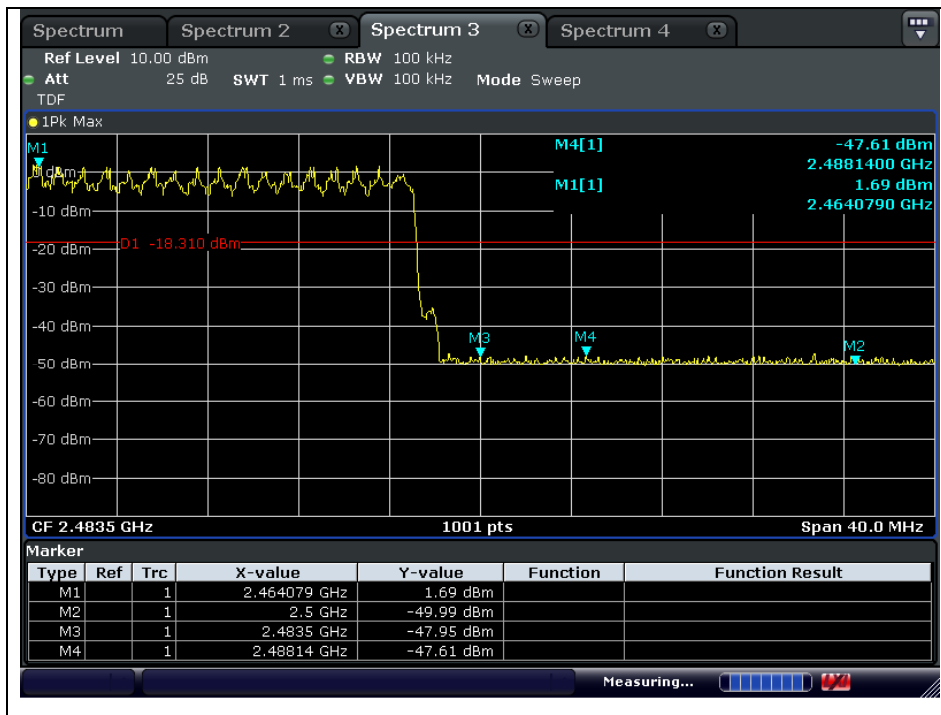 Spectrum Spectrum 2 X Spectrum 3 X Spectrum 4 X
Ref Level 10.00 dBm RBW 100 kHz
Att 25 dB SWT 1 ms VBW 100 kHz Mode Sweep
TDF
1Pk Max
M1 M4[1] -47.61 dBm
2.4881400 GHz
0 dBm M1[1] 1.69 dBm
-10 dBm 2.4640790 GHz
-20 dBm D1 -18.310 dBm
-30 dBm
-40 dBm
M3 M4 M2
-50 dBm
-60 dBm
-70 dBm
-80 dBm
CF 2.4835 GHz 1001 pts Span 40.0 MHz
Marker
Type Ref Trc X-value Y-value Function Function Result
M1 1 2.464079 GHz 1.69 dBm
M2 1 2.5 GHz -49.99 dBm
M3 1 2.4835 GHz -47.95 dBm
M4 1 2.48814 GHz -47.61 dBm
Measuring...